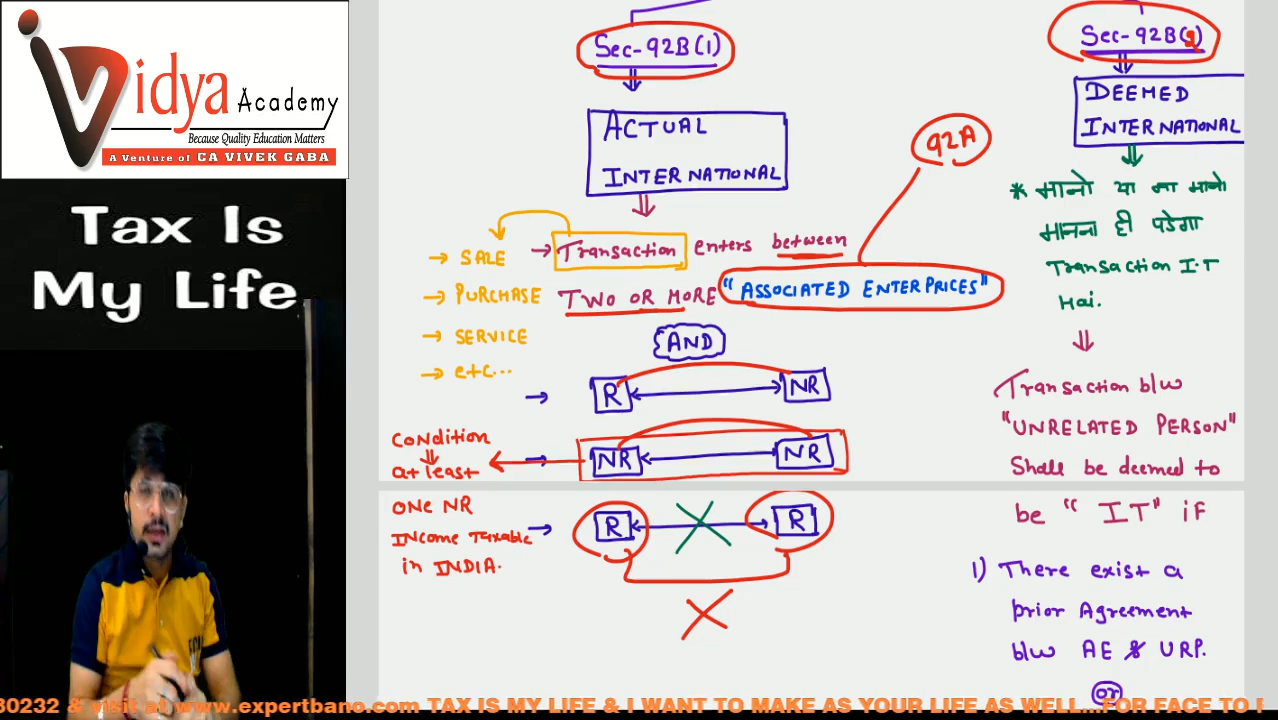 Vidya
Academy
Because Quality Education Matters
A Venture of CA VIVEK GABA
Tax Is
My Life
Sec-92B(1)
ACTUAL
INTERNATIONAL
92A
→ Transaction enters between
TWO OR MORE "ASSOCIATED ENTERPRICES"
→ SALE
→ PURCHASE
→ SERVICE
→ etc...
AND
→ R NR
→ NR NR
Condition
at least
ONE NR
INcome Taxable
in INDIA.
→ R R
Sec-92B(2)
DEEMED
INTERNATIONAL
* मानो या ना मानो
मानना ही पडेगा
Transaction I.T
Hai.
Transaction b/w
"UNRELATED PERSON"
Shall be deemed to
be "IT" if
1) There exist a
prior Agreement
b/w AE & URP.
or
30232 & visit at www.expertbano.com TAX IS MY LIFE & I WANT TO MAKE AS YOUR LIFE AS WELL...FOR FACE TO